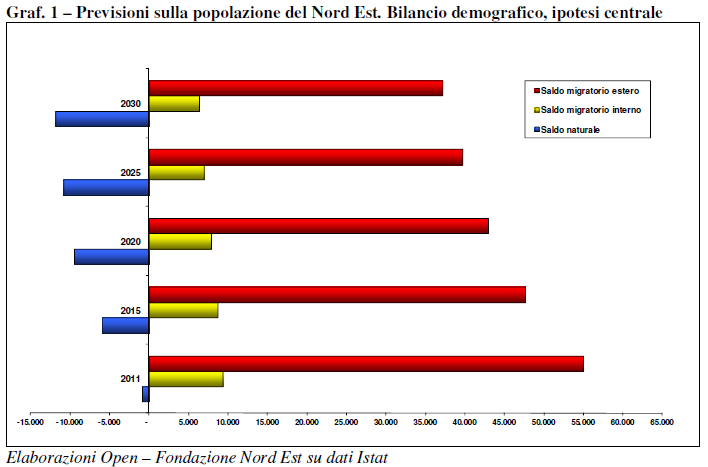 Graf. 1 – Previsioni sulla popolazione del Nord Est. Bilancio demografico, ipotesi centrale
Saldo migratorio estero
Saldo migratorio interno
Saldo naturale
2030
2025
2020
2015
2011
-15.000 -10.000 -5.000 - 5.000 10.000 15.000 20.000 25.000 30.000 35.000 40.000 45.000 50.000 55.000 60.000 65.000
Elaborazioni Open – Fondazione Nord Est su dati Istat